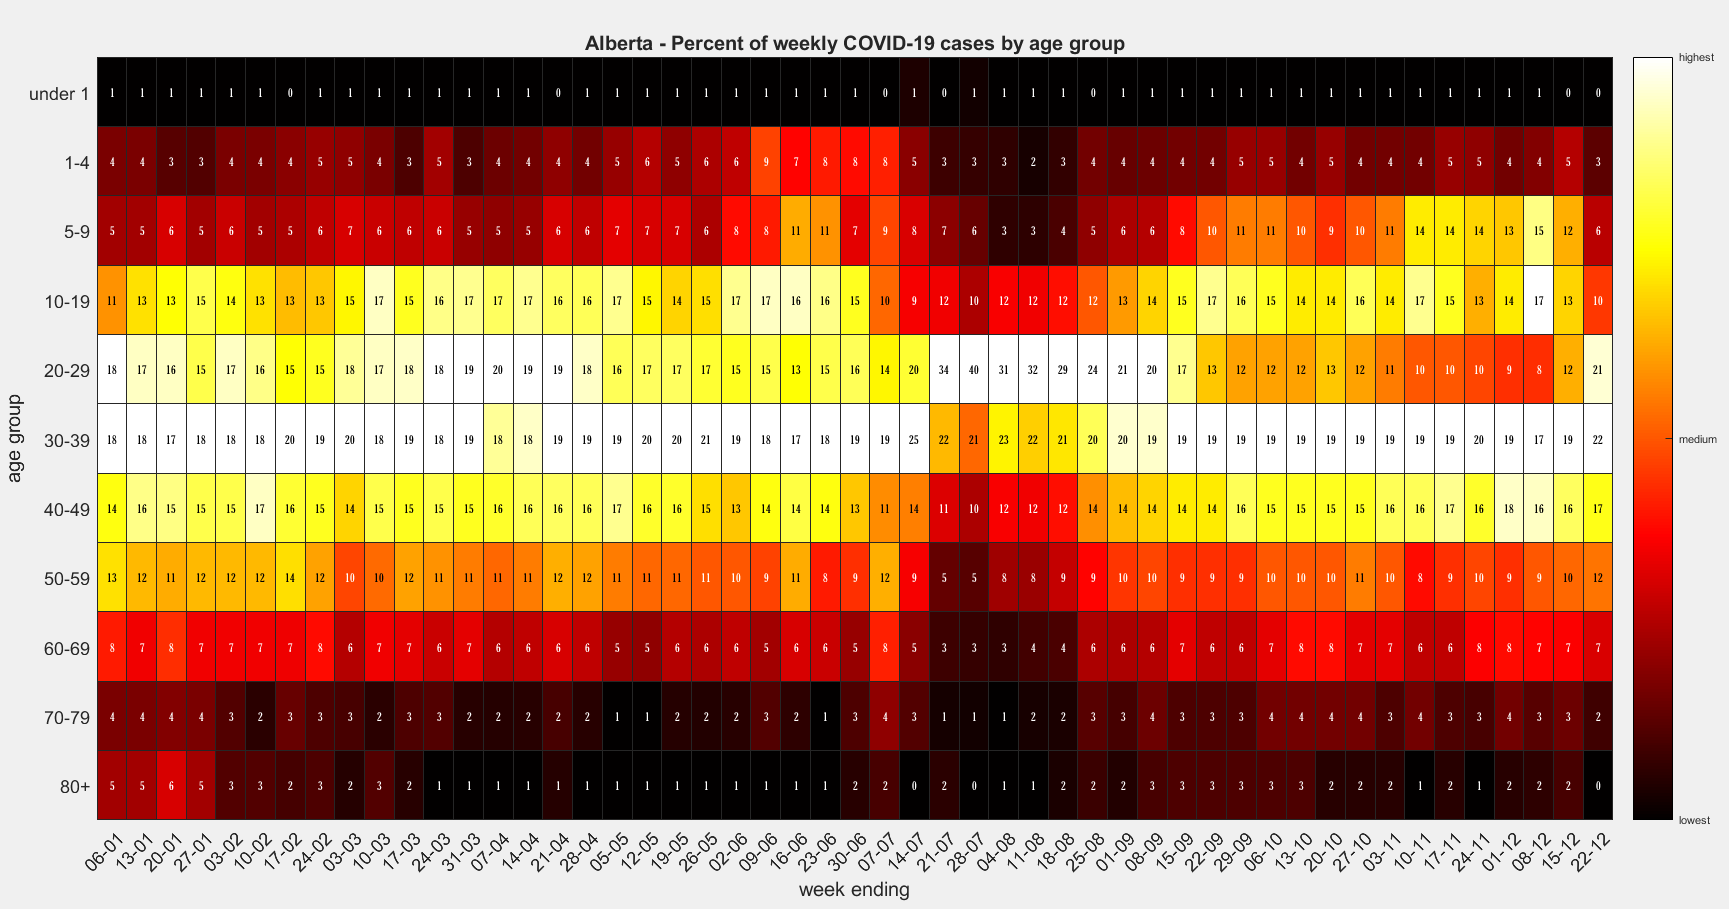 Alberta - Percent of weekly COVID-19 cases by age group
highest
under 1 1 1 1 1 1 1 0 1 1 1 1 1 1 1 1 0 1 1 1 1 1 1 1 1 1 1 0 1 0 1 1 1 1 0 1 1 1 1 1 1 1 1 1 1 1 1 1 1 1 0 0
1-4 4 4 3 3 4 4 4 5 5 4 3 5 3 4 4 4 4 5 6 5 6 6 9 7 8 8 8 5 3 3 3 2 3 4 4 4 4 4 5 5 4 5 4 4 4 5 5 4 4 5 3
5-9 5 5 6 5 6 5 5 6 7 6 6 6 5 5 5 6 6 7 7 7 6 8 8 11 11 7 9 8 7 6 3 3 4 5 6 6 8 10 11 11 10 9 10 11 14 14 14 13 15 12 6
10-19 11 13 13 15 14 13 13 13 15 17 15 16 17 17 17 16 16 17 15 14 15 17 17 16 16 15 10 9 12 10 12 12 12 12 13 14 15 17 16 15 14 14 16 14 17 15 13 14 17 13 10
20-29 18 17 16 15 17 16 15 15 18 17 18 18 19 20 19 19 18 16 17 17 17 15 15 13 15 16 14 20 34 40 31 32 29 24 21 20 17 13 12 12 12 13 12 11 10 10 10 9 8 12 21
30-39 18 18 17 18 18 18 20 19 20 18 19 18 19 18 18 19 19 19 20 20 21 19 18 17 18 19 19 25 22 21 23 22 21 20 20 19 19 19 19 19 19 19 19 19 19 19 20 19 17 19 22
medium
40-49 14 16 15 15 15 17 16 15 14 15 15 15 15 16 16 16 16 17 16 16 15 13 14 14 14 13 11 14 11 10 12 12 12 14 14 14 14 14 16 15 15 15 15 16 16 17 16 18 16 16 17
50-59 13 12 11 12 12 12 14 12 10 10 12 11 11 11 11 12 12 11 11 11 11 10 9 11 8 9 12 9 5 5 8 8 9 9 10 10 9 9 9 10 10 10 11 10 8 9 10 9 9 10 12
60-69 8 7 8 7 7 7 7 8 6 7 7 6 7 6 6 6 6 5 5 6 6 6 5 6 6 5 8 5 3 3 3 4 4 6 6 6 7 6 6 7 8 8 7 7 6 6 8 8 7 7 7
70-79 4 4 4 4 3 2 3 3 3 2 3 3 2 2 2 2 2 1 1 2 2 2 3 2 1 3 4 3 1 1 1 2 2 3 3 4 3 3 3 4 4 4 4 3 4 3 3 4 3 3 2
80+ 5 5 6 5 3 3 2 3 2 3 2 1 1 1 1 2 1 1 1 1 1 1 1 1 1 2 2 0 2 0 1 1 2 2 2 3 3 3 3 3 3 2 2 2 1 2 1 2 2 2 0
lowest
06-01 13-01 20-01 27-01 03-02 10-02 17-02 24-02 03-03 10-03 17-03 24-03 31-03 07-04 14-04 21-04 28-04 05-05 12-05 19-05 26-05 02-06 09-06 16-06 23-06 30-06 07-07 14-07 21-07 28-07 04-08 11-08 18-08 25-08 01-09 08-09 15-09 22-09 29-09 06-10 13-10 20-10 27-10 03-11 10-11 17-11 24-11 01-12 08-12 15-12 22-12
week ending
age group